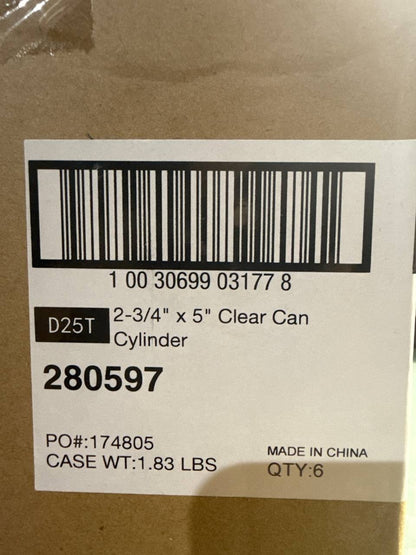 1 00 30699 03177 8
D25T 2-3/4" x 5" Clear Can
Cylinder
280597
PO#:174805
CASE WT:1.83 LBS
MADE IN CHINA
QTY:6